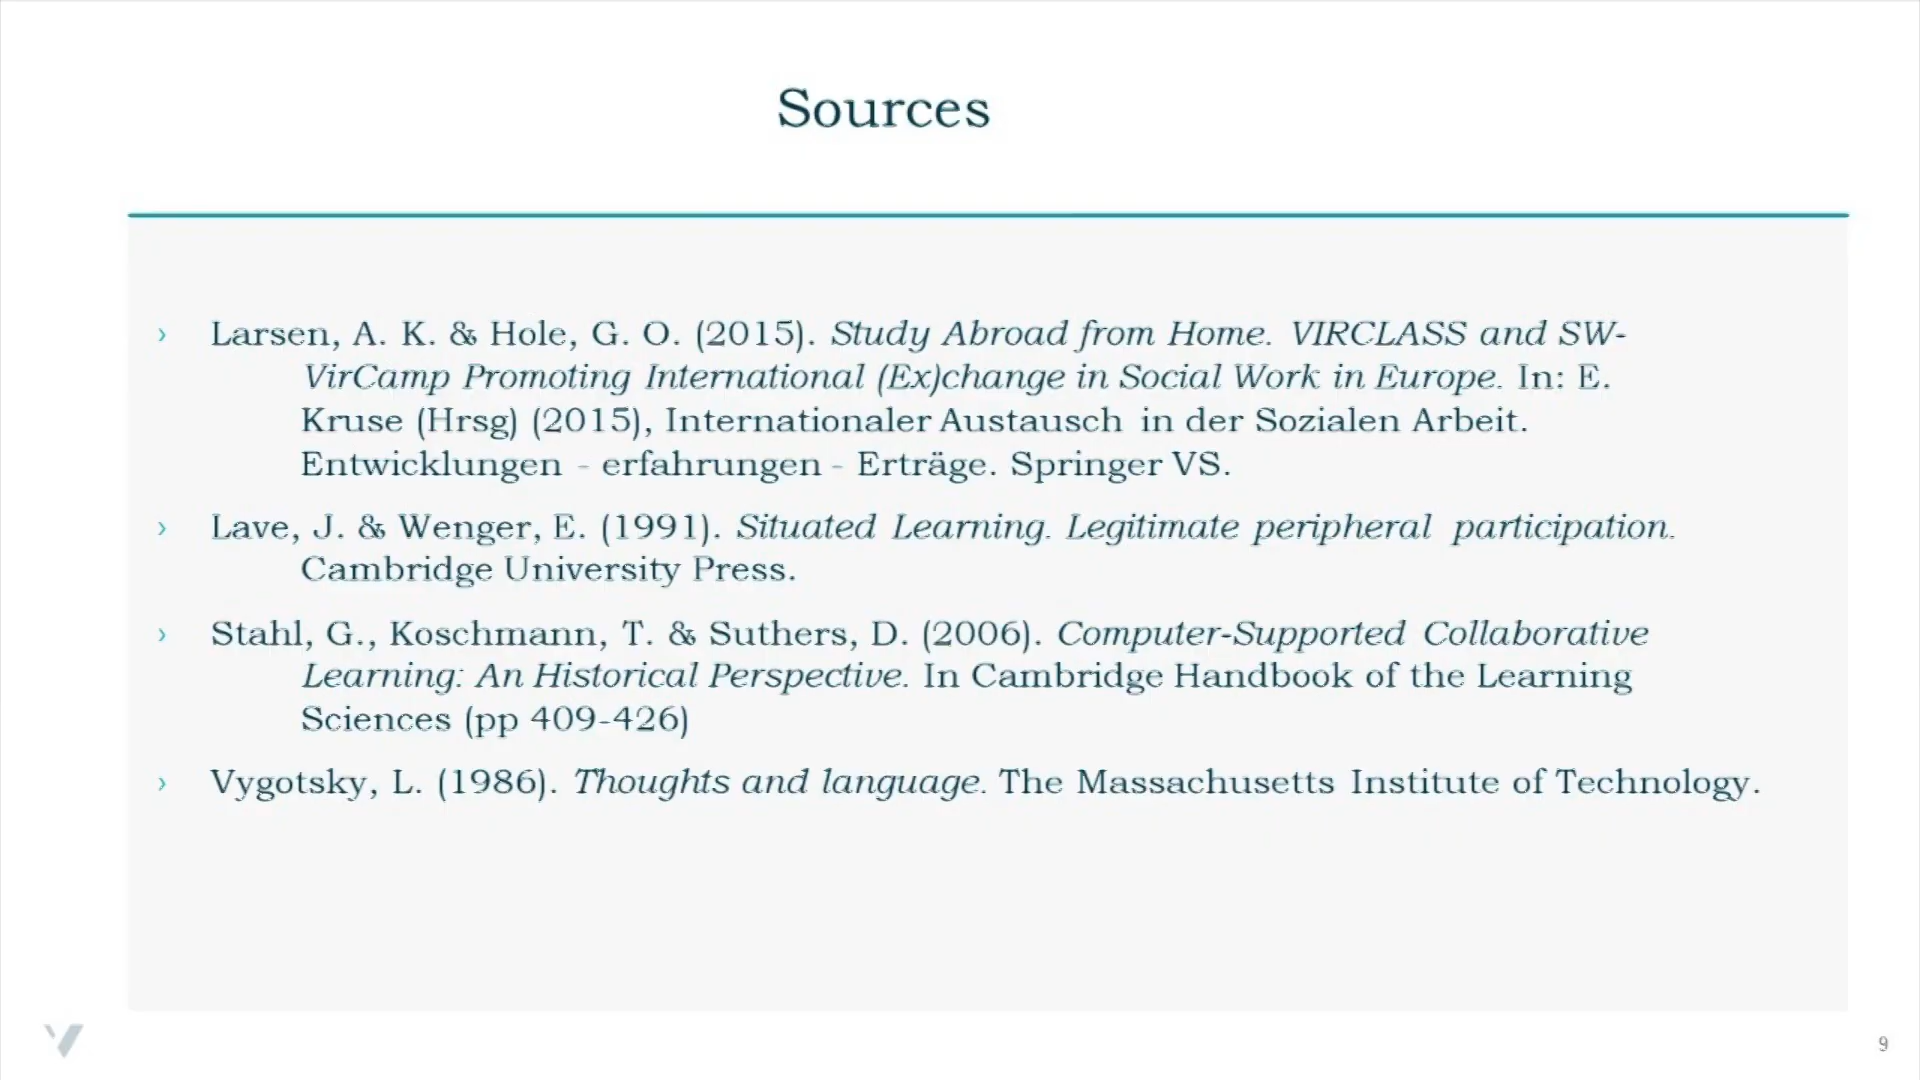 Sources
› Larsen, A. K. & Hole, G. O. (2015). Study Abroad from Home. VIRCLASS and SW-
VirCamp Promoting International (Ex)change in Social Work in Europe. In: E.
Kruse (Hrsg) (2015), Internationaler Austausch in der Sozialen Arbeit.
Entwicklungen - erfahrungen - Erträge. Springer VS.
› Lave, J. & Wenger, E. (1991). Situated Learning. Legitimate peripheral participation.
Cambridge University Press.
› Stahl, G., Koschmann, T. & Suthers, D. (2006). Computer-Supported Collaborative
Learning: An Historical Perspective. In Cambridge Handbook of the Learning
Sciences (pp 409-426)
› Vygotsky, L. (1986). Thoughts and language. The Massachusetts Institute of Technology.
9